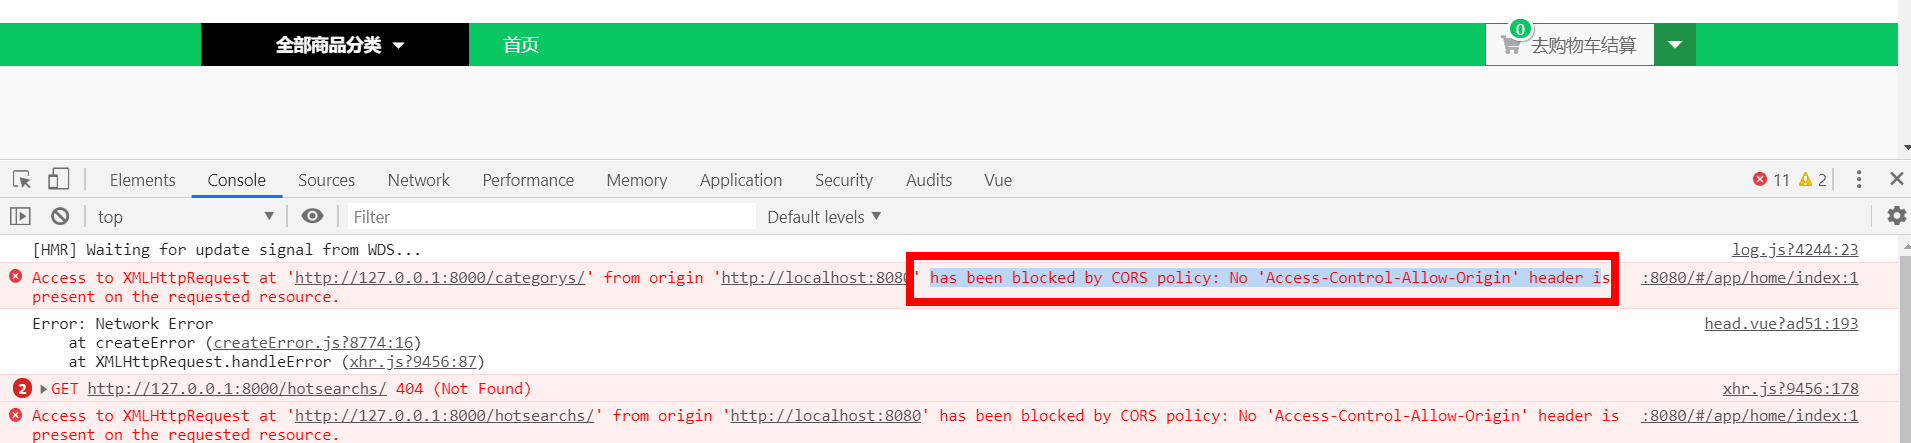 全部商品分类 首页 0 去购物车结算
Elements Console Sources Network Performance Memory Application Security Audits Vue 11 2
top Filter Default levels
[HMR] Waiting for update signal from WDS... log.js?4244:23
Access to XMLHttpRequest at 'http://127.0.0.1:8000/categorys/' from origin 'http://localhost:8080' has been blocked by CORS policy: No 'Access-Control-Allow-Origin' header is :8080/#/app/home/index:1
present on the requested resource.
Error: Network Error head.vue?ad51:193
at createError (createError.js?8774:16)
at XMLHttpRequest.handleError (xhr.js?9456:87)
2 GET http://127.0.0.1:8000/hotsearchs/ 404 (Not Found) xhr.js?9456:178
Access to XMLHttpRequest at 'http://127.0.0.1:8000/hotsearchs/' from origin 'http://localhost:8080' has been blocked by CORS policy: No 'Access-Control-Allow-Origin' header is :8080/#/app/home/index:1
present on the requested resource.